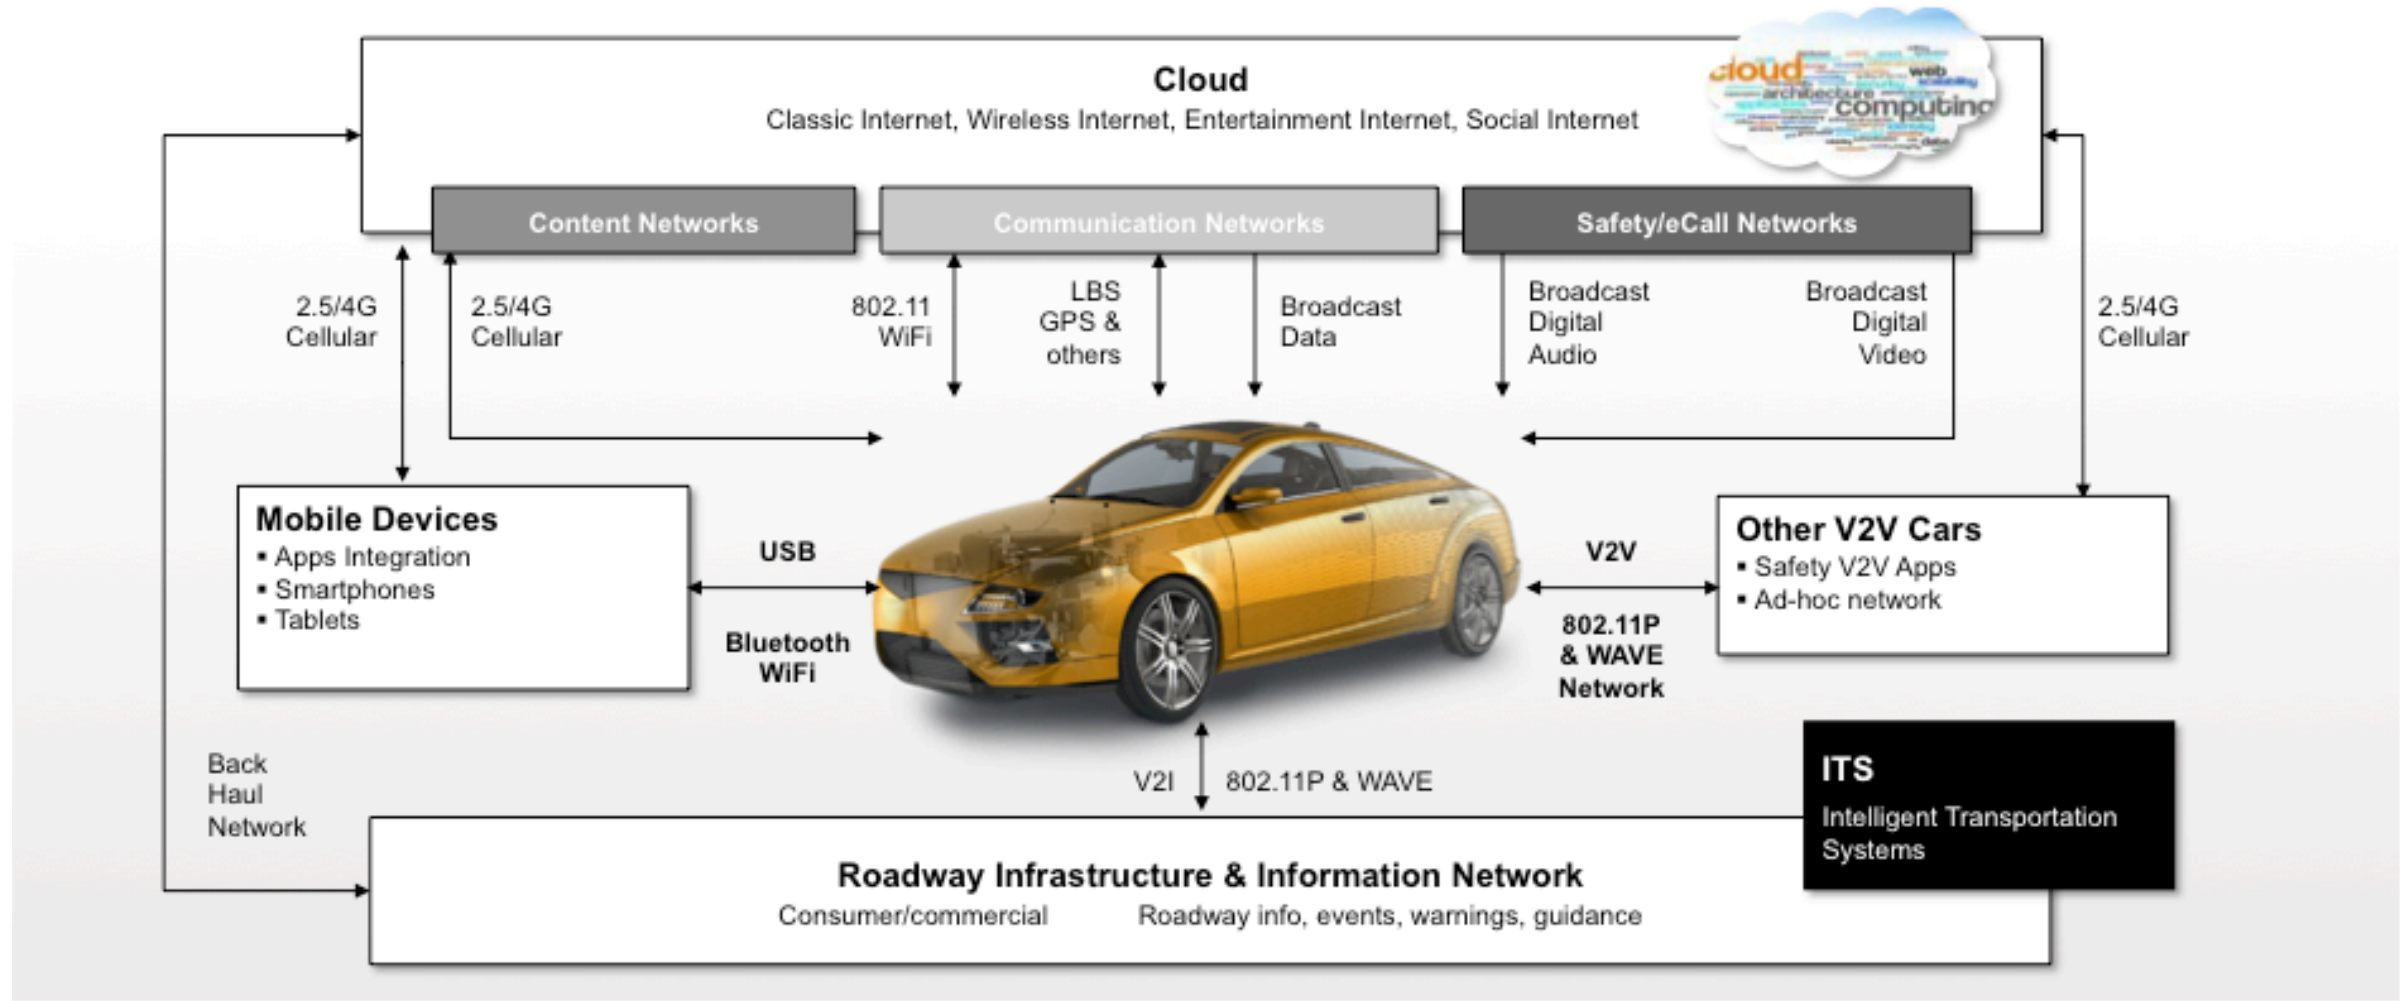 Cloud
Classic Internet, Wireless Internet, Entertainment Internet, Social Internet
cloud
web
scalability
architecture
computing
data
Content Networks
Communication Networks
Safety/eCall Networks
2.5/4G
Cellular
2.5/4G
Cellular
802.11
WiFi
LBS
GPS &
others
Broadcast
Data
Broadcast
Digital
Audio
Broadcast
Digital
Video
2.5/4G
Cellular
Mobile Devices
▪ Apps Integration
▪ Smartphones
▪ Tablets
USB
Bluetooth
WiFi
V2V
802.11P
& WAVE
Network
Other V2V Cars
▪ Safety V2V Apps
▪ Ad-hoc network
Back
Haul
Network
V2I
802.11P & WAVE
ITS
Intelligent Transportation
Systems
Roadway Infrastructure & Information Network
Consumer/commercial
Roadway info, events, warnings, guidance